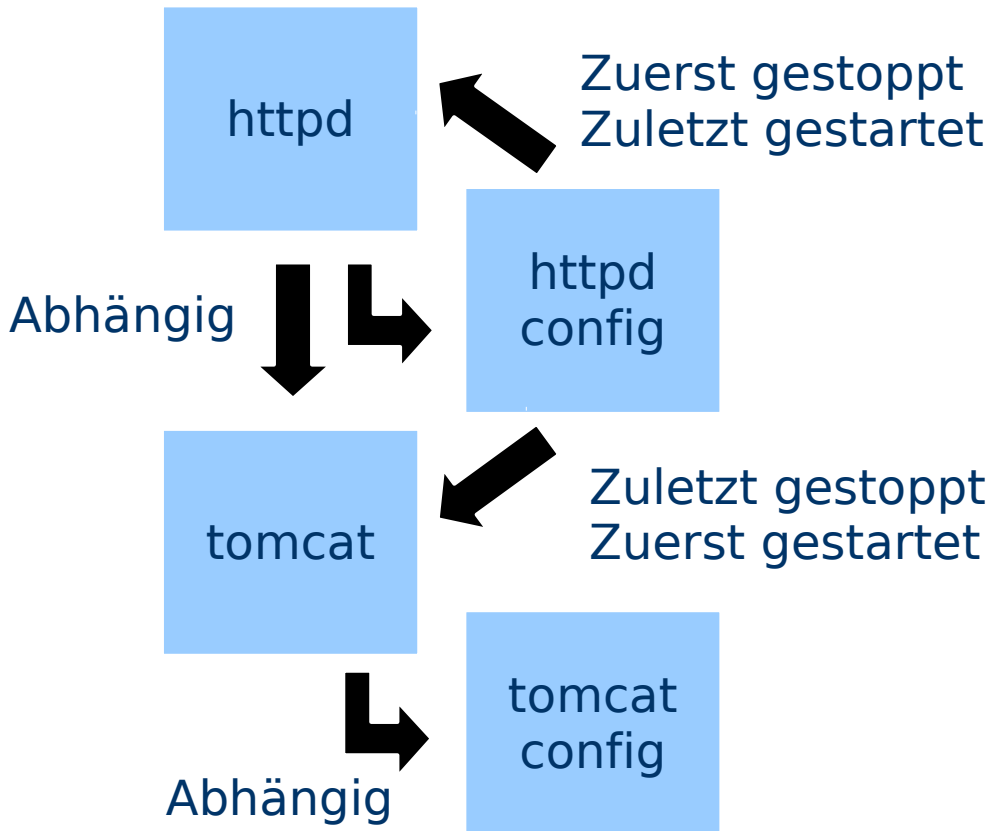 httpd
Zuerst gestoppt
Zuletzt gestartet
httpd
config
Abhängig
tomcat
Zuletzt gestoppt
Zuerst gestartet
tomcat
config
Abhängig